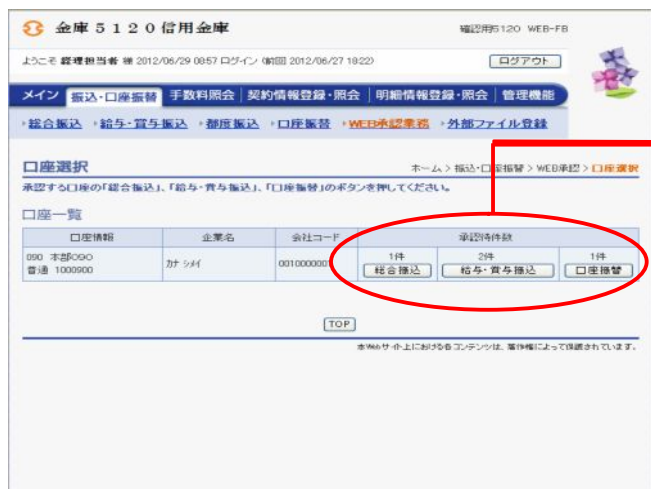 金庫5120信用金庫
確認用5120 WEB-FB
ようこそ 経理担当者 様 2012/06/29 0857 ログイン (前回 2012/06/27 1822)
ログアウト
メイン 振込・口座振替 手数料照会 契約情報登録・照会 明細情報登録・照会 管理機能
総合振込 給与・賞与振込 都度振込 口座振替 WEB承認業務 外部ファイル登録
口座選択
ホーム > 振込・口座振替 > WEB承認 > 口座選択
承認する口座の「総合振込」、「給与・賞与振込」、「口座振替」のボタンを押してください。
口座一覧
口座情報 企業名 会社コード 承認待件数
090 本部090
普通 1000900
カナ シメイ
001000000
1件 2件 1件
総合振込 給与・賞与振込 口座振替
TOP
本Webサイト上における各コンテンツは、著作権によって保護されています。